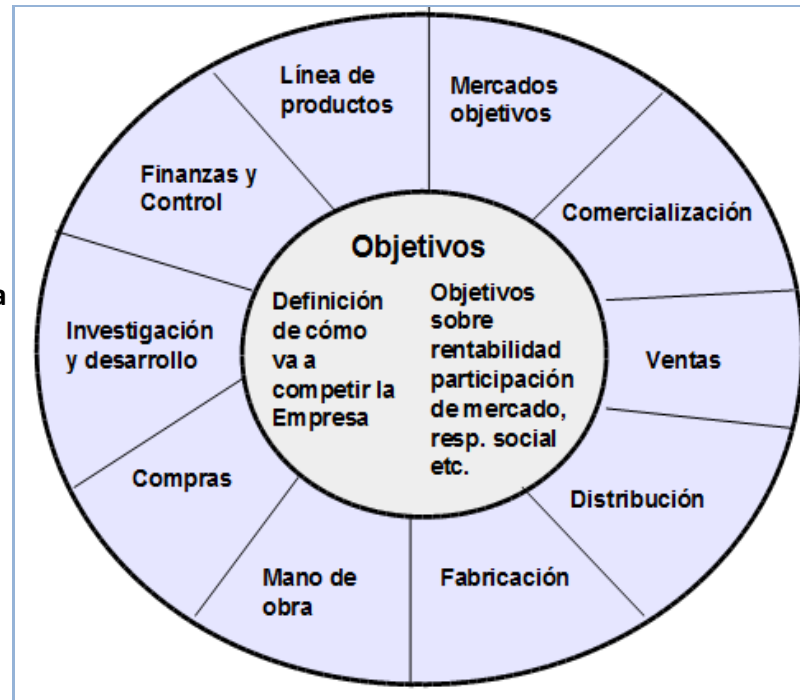 Línea de
productos
Mercados
objetivos
Comercialización
Ventas
Distribución
Fabricación
Mano de
obra
Compras
Investigación
y desarrollo
Finanzas y
Control
Objetivos
Definición
de cómo
va a
competir la
Empresa
Objetivos
sobre
rentabilidad
participación
de mercado,
resp. social
etc.
a